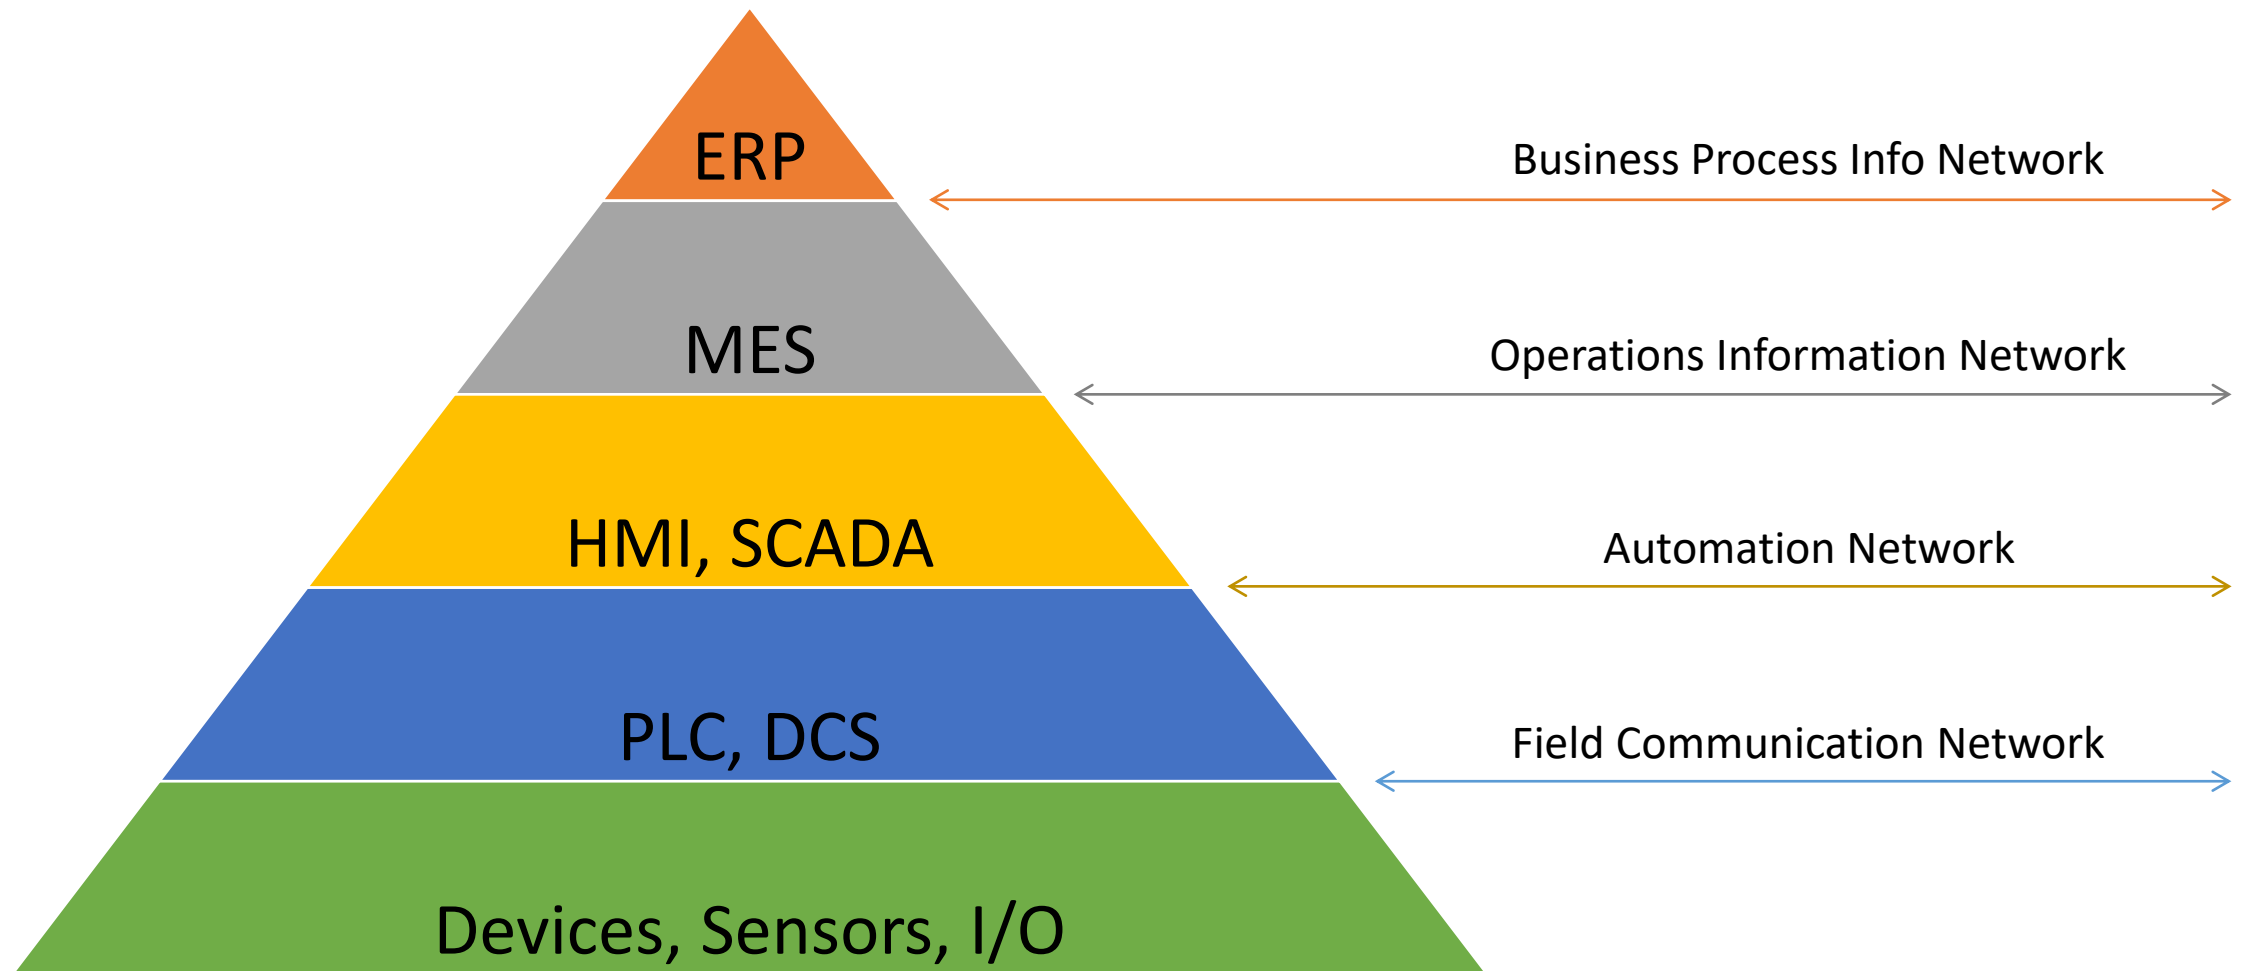 ERP
Business Process Info Network
MES
Operations Information Network
HMI, SCADA
Automation Network
PLC, DCS
Field Communication Network
Devices, Sensors, I/O